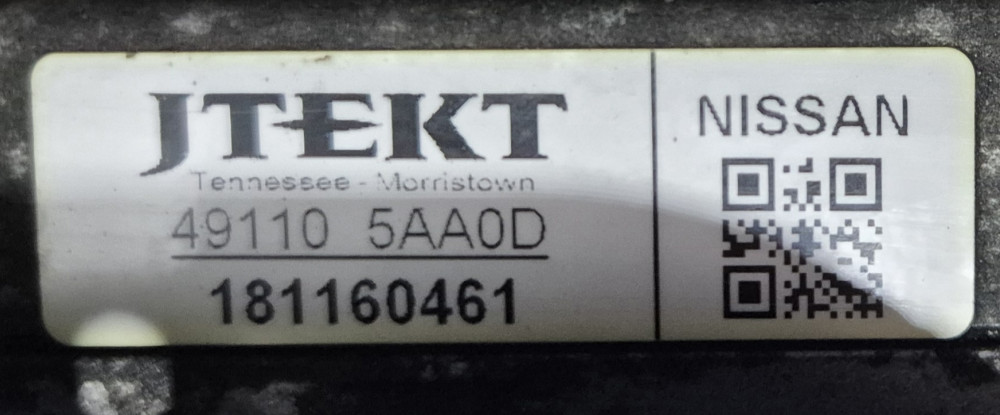 JTEKT
Tennessee - Morristown
49110 5AA0D
181160461
NISSAN